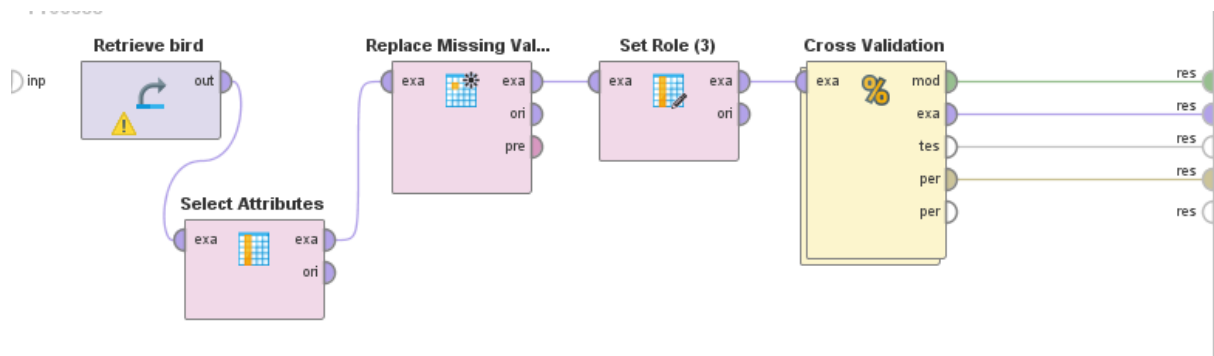 Retrieve bird
Replace Missing Val...
Set Role (3)
Cross Validation
inp
out
exa
exa
exa
exa
exa
mod
res
ori
ori
exa
res
pre
tes
res
per
res
per
res
Select Attributes
exa
exa
ori